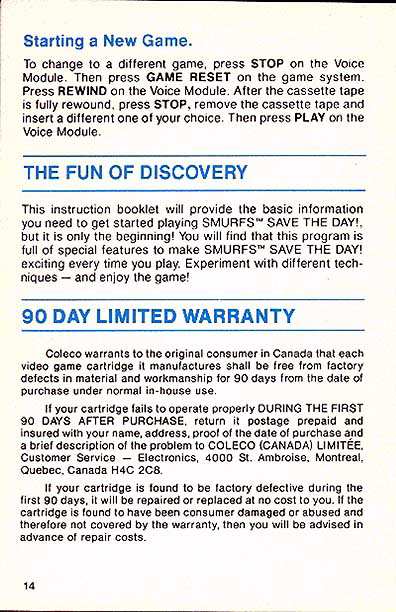 Starting a New Game.
To change to a different game, press STOP on the Voice
Module. Then press GAME RESET on the game system.
Press REWIND on the Voice Module. After the cassette tape
is fully rewound, press STOP, remove the cassette tape and
insert a different one of your choice. Then press PLAY on the
Voice Module.
THE FUN OF DISCOVERY
This instruction booklet will provide the basic information
you need to get started playing SMURFS™ SAVE THE DAY!,
but it is only the beginning! You will find that this program is
full of special features to make SMURFS™ SAVE THE DAY!
exciting every time you play. Experiment with different tech-
niques — and enjoy the game!
90 DAY LIMITED WARRANTY
Coleco warrants to the original consumer in Canada that each
video game cartridge it manufactures shall be free from factory
defects in material and workmanship for 90 days from the date of
purchase under normal in-house use.
If your cartridge fails to operate properly DURING THE FIRST
90 DAYS AFTER PURCHASE, return it postage prepaid and
insured with your name, address, proof of the date of purchase and
a brief description of the problem to COLECO (CANADA) LIMITÉE,
Customer Service — Electronics, 4000 St. Ambroise, Montreal,
Quebec, Canada H4C 2C8.
If your cartridge is found to be factory defective during the
first 90 days, it will be repaired or replaced at no cost to you. If the
cartridge is found to have been consumer damaged or abused and
therefore not covered by the warranty, then you will be advised in
advance of repair costs.
14